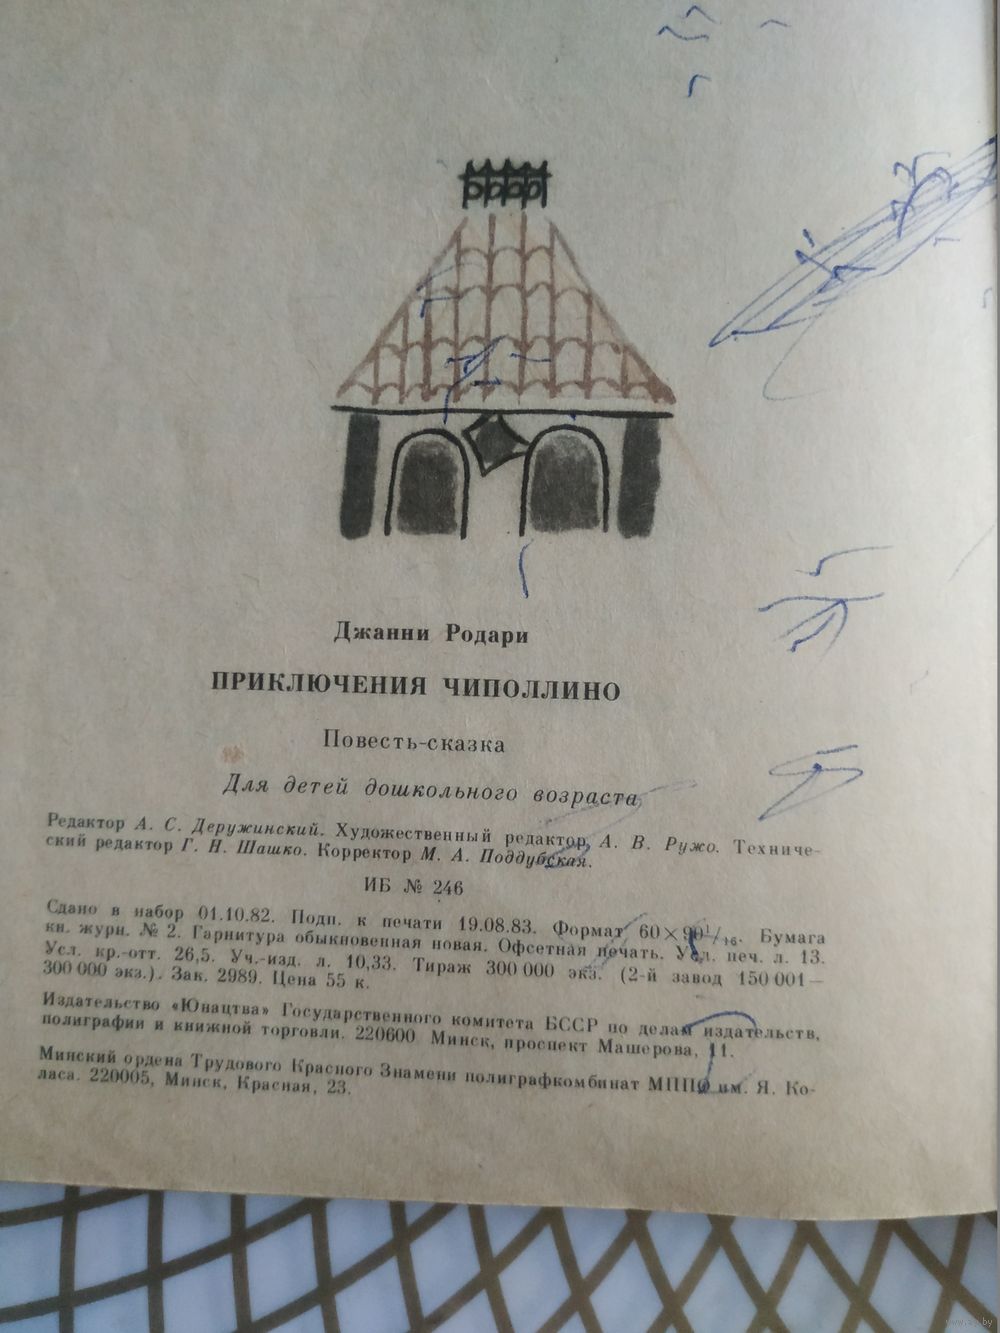 Джанни Родари
ПРИКЛЮЧЕНИЯ ЧИПОЛЛИНО
Повесть-сказка
Для детей дошкольного возраста
Редактор А. С. Деружинский. Художественный редактор А. В. Ружо. Техниче-
ский редактор Г. Н. Шашко. Корректор М. А. Поддубская.
ИБ № 246
Сдано в набор 01.10.82. Подп. к печати 19.08.83. Формат 60×90¹/₁₆. Бумага
кн. журн. № 2. Гарнитура обыкновенная новая. Офсетная печать. Усл. печ. л. 13.
Усл. кр.-отт. 26,5. Уч.-изд. л. 10,33. Тираж 300 000 экз. (2-й завод 150 001—
300 000 экз.). Зак. 2989. Цена 55 к.
Издательство «Юнацтва» Государственного комитета БССР по делам издательств,
полиграфии и книжной торговли. 220600 Минск, проспект Машерова, 11.
Минский ордена Трудового Красного Знамени полиграфкомбинат МППО им. Я. Ко-
ласа. 220005, Минск, Красная, 23.